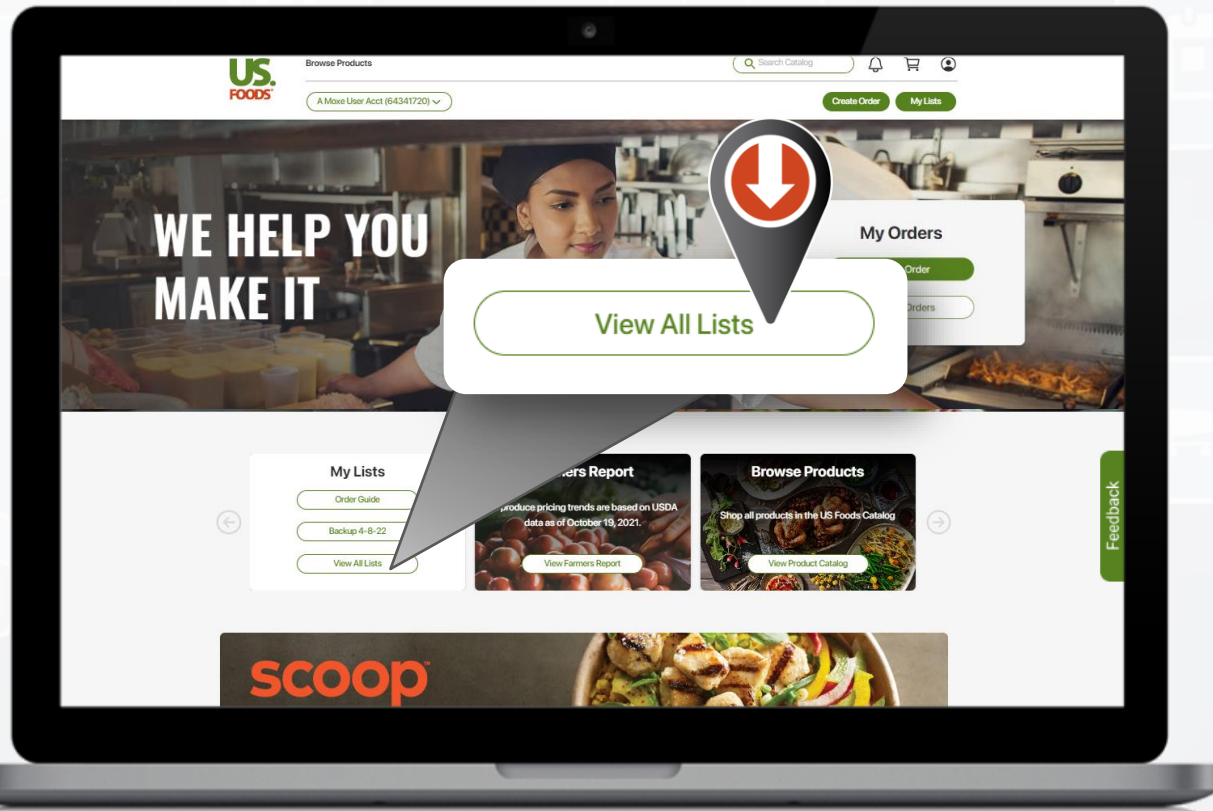 US.
FOODS
Browse Products
Search Catalog
A Moxe User Acct (64341720)
Create Order
My Lists
WE HELP YOU
MAKE IT
My Orders
Order
Orders
View All Lists
My Lists
Order Guide
Backup 4-8-22
View All Lists
ers Report
produce pricing trends are based on USDA
data as of October 19, 2021.
View Farmers Report
Browse Products
Shop all products in the US Foods Catalog
View Product Catalog
Feedback
scoop